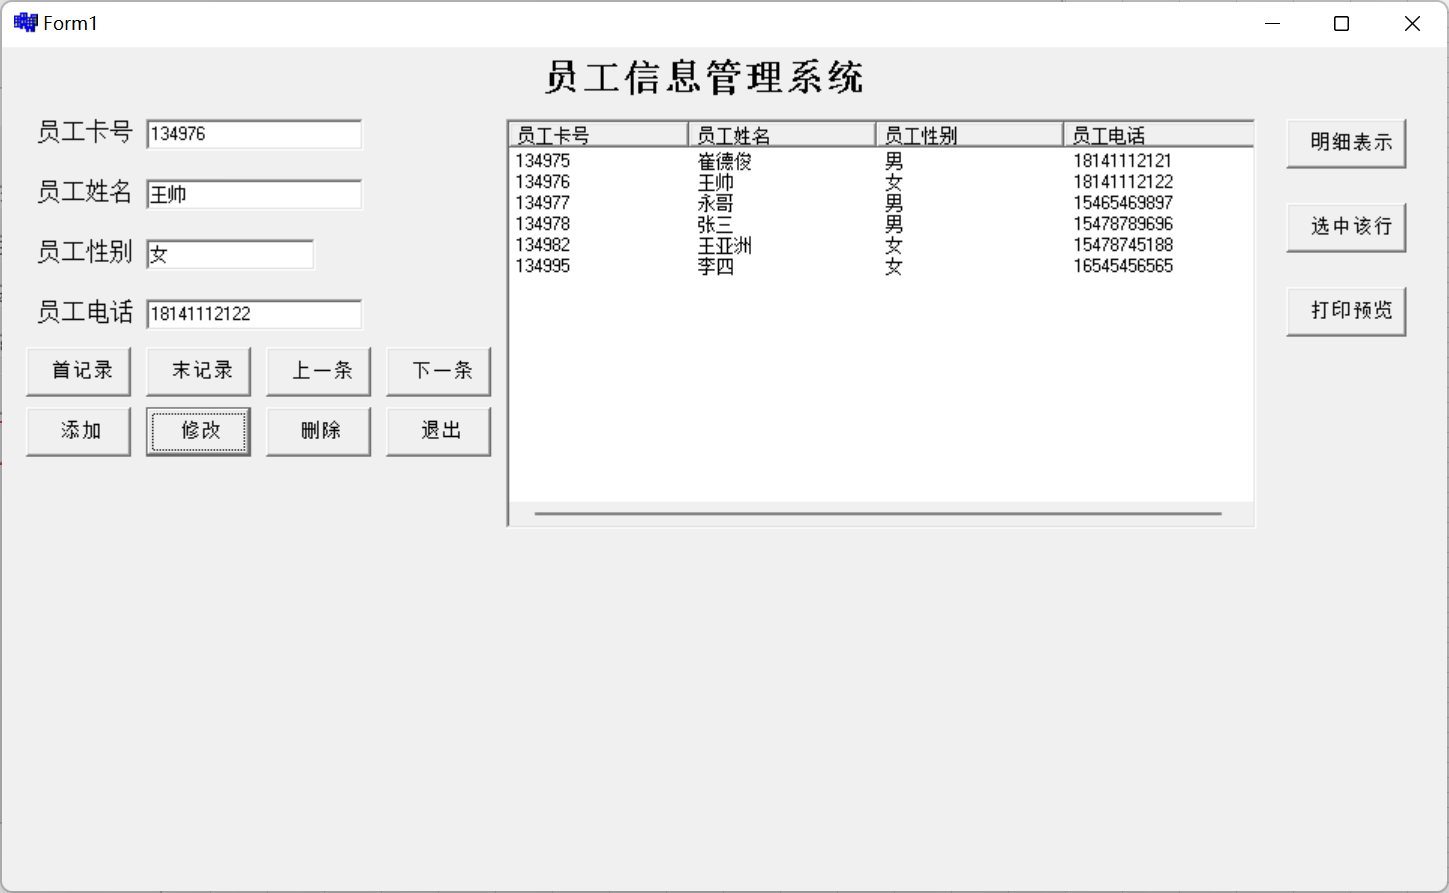 Form1
员工信息管理系统
员工卡号 134976
员工姓名 王帅
员工性别 女
员工电话 18141112122
首记录 末记录 上一条 下一条
添加 修改 删除 退出
员工卡号 员工姓名 员工性别 员工电话
134975 崔德俊 男 18141112121
134976 王帅 女 18141112122
134977 永哥 男 15465469897
134978 张三 男 15478789696
134982 王亚洲 女 15478745188
134995 李四 女 16545456565
明细表示
选中该行
打印预览